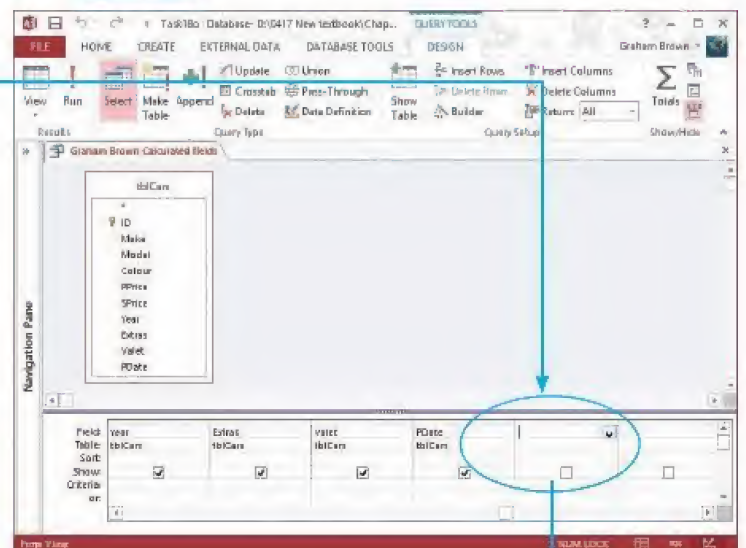 Task18o : Database- D:\0417 New textbook\Chap... QUERY TOOLS ? – □ ×
FILE HOME CREATE EXTERNAL DATA DATABASE TOOLS DESIGN Graham Brown
Update Union Insert Rows Insert Columns
View Run Select Make Table Append Crosstab Pass-Through Show Table Delete Rows Delete Columns Totals
Delete Data Definition Builder Return: All
Results Query Type Query Setup Show/Hide
» Graham Brown Calculated fields ×
tblCars
*
ID
Make
Model
Colour
PPrice
SPrice
Year
Extras
Valet
PDate
Navigation Pane
Field: Year Extras Valet PDate
Table: tblCars tblCars tblCars tblCars
Sort:
Show:
Criteria:
or:
Form View NUM LOCK SQL